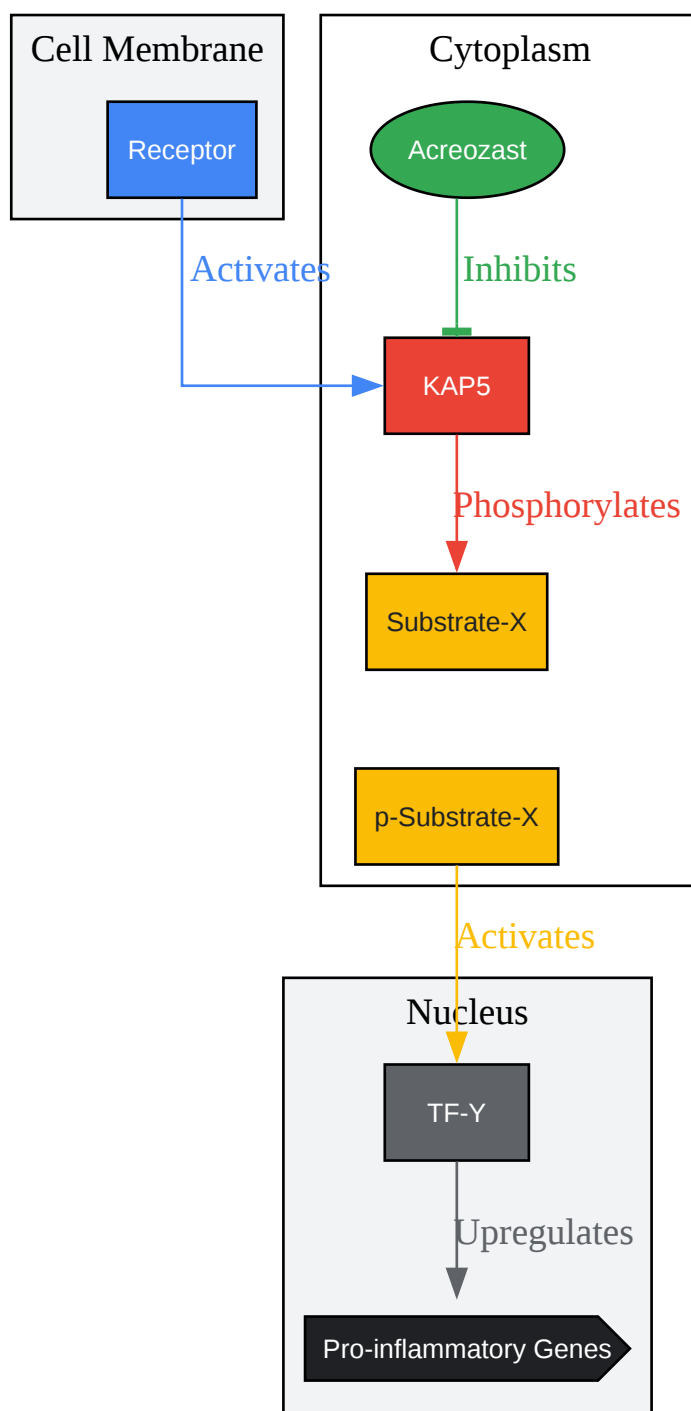 Cell Membrane
Cytoplasm
Receptor
Acreozast
Activates
Inhibits
KAP5
Phosphorylates
Substrate-X
p-Substrate-X
Activates
Nucleus
TF-Y
Upregulates
Pro-inflammatory Genes